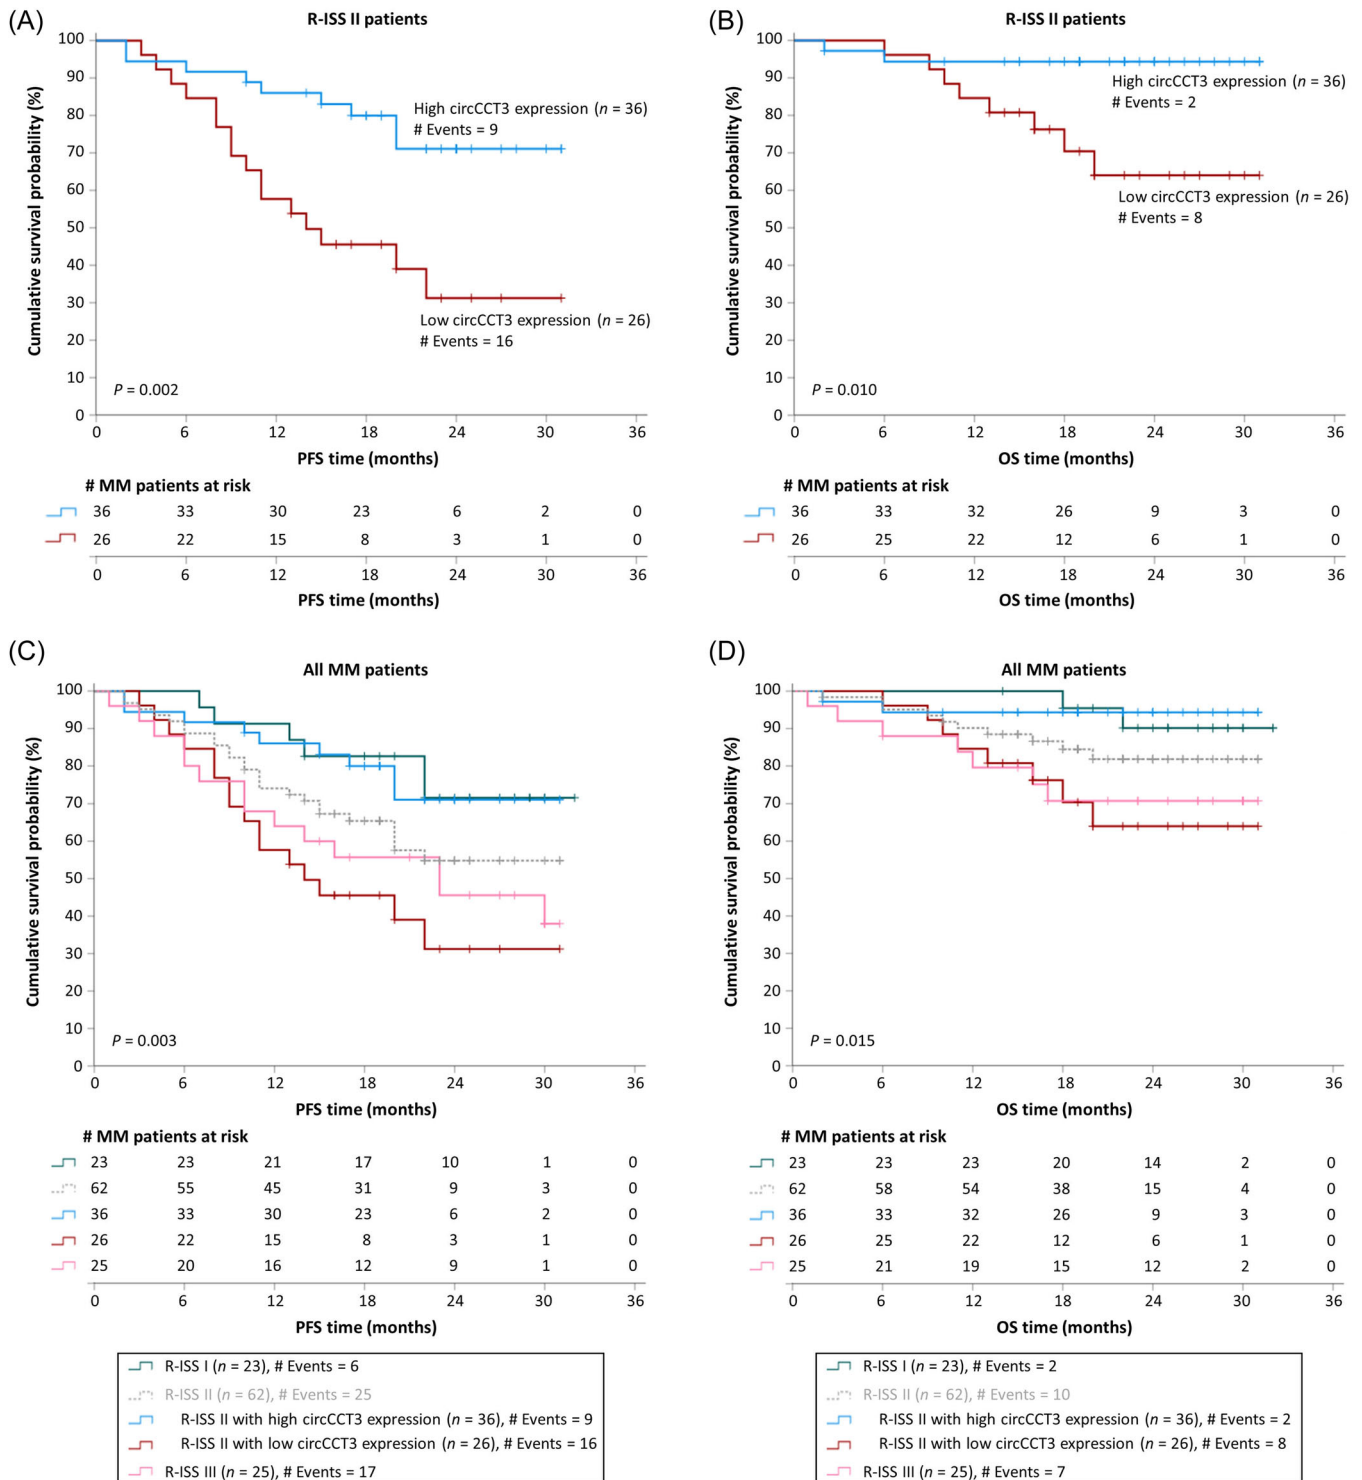 (A)
R-ISS II patients
Cumulative survival probability (%)
100
90
80
70
60
50
40
30
20
10
0
High circCCT3 expression (n = 36)
# Events = 9
Low circCCT3 expression (n = 26)
# Events = 16
P = 0.002
0 6 12 18 24 30 36
PFS time (months)
# MM patients at risk
36 33 30 23 6 2 0
26 22 15 8 3 1 0
0 6 12 18 24 30 36
PFS time (months)
(B)
R-ISS II patients
Cumulative survival probability (%)
100
90
80
70
60
50
40
30
20
10
0
High circCCT3 expression (n = 36)
# Events = 2
Low circCCT3 expression (n = 26)
# Events = 8
P = 0.010
0 6 12 18 24 30 36
OS time (months)
# MM patients at risk
36 33 32 26 9 3 0
26 25 22 12 6 1 0
0 6 12 18 24 30 36
OS time (months)
(C)
All MM patients
Cumulative survival probability (%)
100
90
80
70
60
50
40
30
20
10
0
P = 0.003
0 6 12 18 24 30 36
PFS time (months)
# MM patients at risk
23 23 21 17 10 1 0
62 55 45 31 9 3 0
36 33 30 23 6 2 0
26 22 15 8 3 1 0
25 20 16 12 9 1 0
0 6 12 18 24 30 36
PFS time (months)
R-ISS I (n = 23), # Events = 6
R-ISS II (n = 62), # Events = 25
R-ISS II with high circCCT3 expression (n = 36), # Events = 9
R-ISS II with low circCCT3 expression (n = 26), # Events = 16
R-ISS III (n = 25), # Events = 17
(D)
All MM patients
Cumulative survival probability (%)
100
90
80
70
60
50
40
30
20
10
0
P = 0.015
0 6 12 18 24 30 36
OS time (months)
# MM patients at risk
23 23 23 20 14 2 0
62 58 54 38 15 4 0
36 33 32 26 9 3 0
26 25 22 12 6 1 0
25 21 19 15 12 2 0
0 6 12 18 24 30 36
OS time (months)
R-ISS I (n = 23), # Events = 2
R-ISS II (n = 62), # Events = 10
R-ISS II with high circCCT3 expression (n = 36), # Events = 2
R-ISS II with low circCCT3 expression (n = 26), # Events = 8
R-ISS III (n = 25), # Events = 7